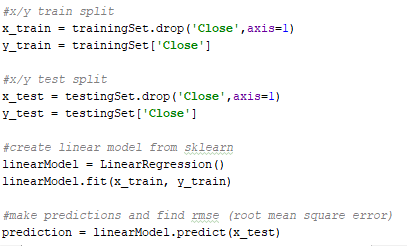 #x/y train split
x_train = trainingSet.drop('Close',axis=1)
y_train = trainingSet['Close']
#x/y test split
x_test = testingSet.drop('Close',axis=1)
y_test = testingSet['Close']
#create linear model from sklearn
linearModel = LinearRegression()
linearModel.fit(x_train, y_train)
#make predictions and find rmse (root mean square error)
prediction = linearModel.predict(x_test)